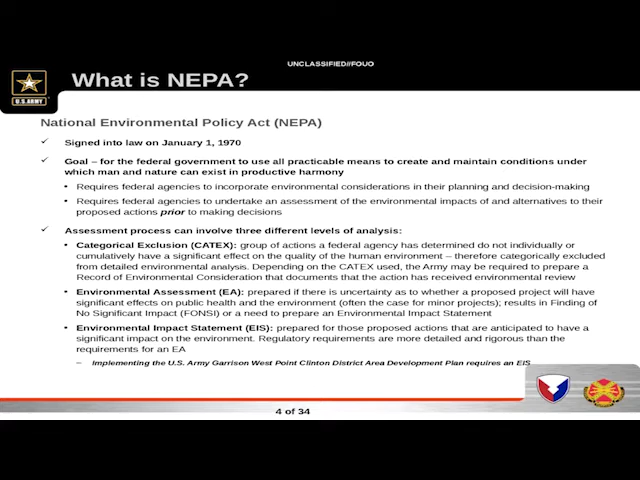 UNCLASSIFIED//FOUO
What is NEPA?
U.S. ARMY
National Environmental Policy Act (NEPA)
✓ Signed into law on January 1, 1970
✓ Goal – for the federal government to use all practicable means to create and maintain conditions under
which man and nature can exist in productive harmony
• Requires federal agencies to incorporate environmental considerations in their planning and decision-making
• Requires federal agencies to undertake an assessment of the environmental impacts of and alternatives to their
proposed actions prior to making decisions
✓ Assessment process can involve three different levels of analysis:
• Categorical Exclusion (CATEX): group of actions a federal agency has determined do not individually or
cumulatively have a significant effect on the quality of the human environment – therefore categorically excluded
from detailed environmental analysis. Depending on the CATEX used, the Army may be required to prepare a
Record of Environmental Consideration that documents that the action has received environmental review
• Environmental Assessment (EA): prepared if there is uncertainty as to whether a proposed project will have
significant effects on public health and the environment (often the case for minor projects); results in Finding of
No Significant Impact (FONSI) or a need to prepare an Environmental Impact Statement
• Environmental Impact Statement (EIS): prepared for those proposed actions that are anticipated to have a
significant impact on the environment. Regulatory requirements are more detailed and rigorous than the
requirements for an EA
– Implementing the U.S. Army Garrison West Point Clinton District Area Development Plan requires an EIS
4 of 34